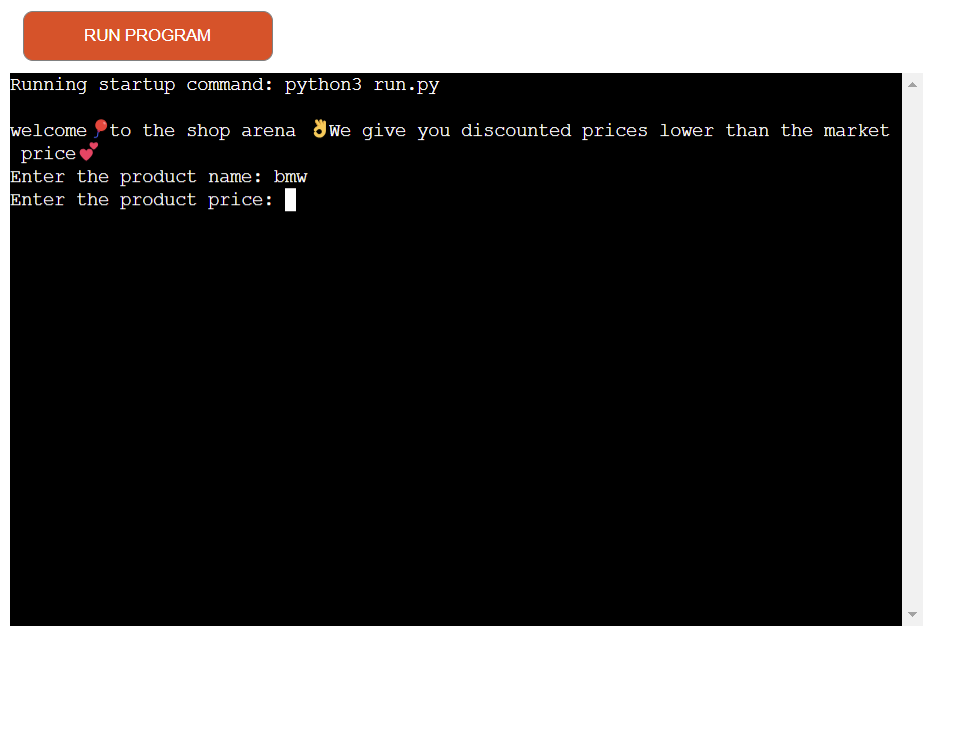 RUN PROGRAM
Running startup command: python3 run.py
welcome🎈to the shop arena 👌We give you discounted prices lower than the market
price💕
Enter the product name: bmw
Enter the product price: